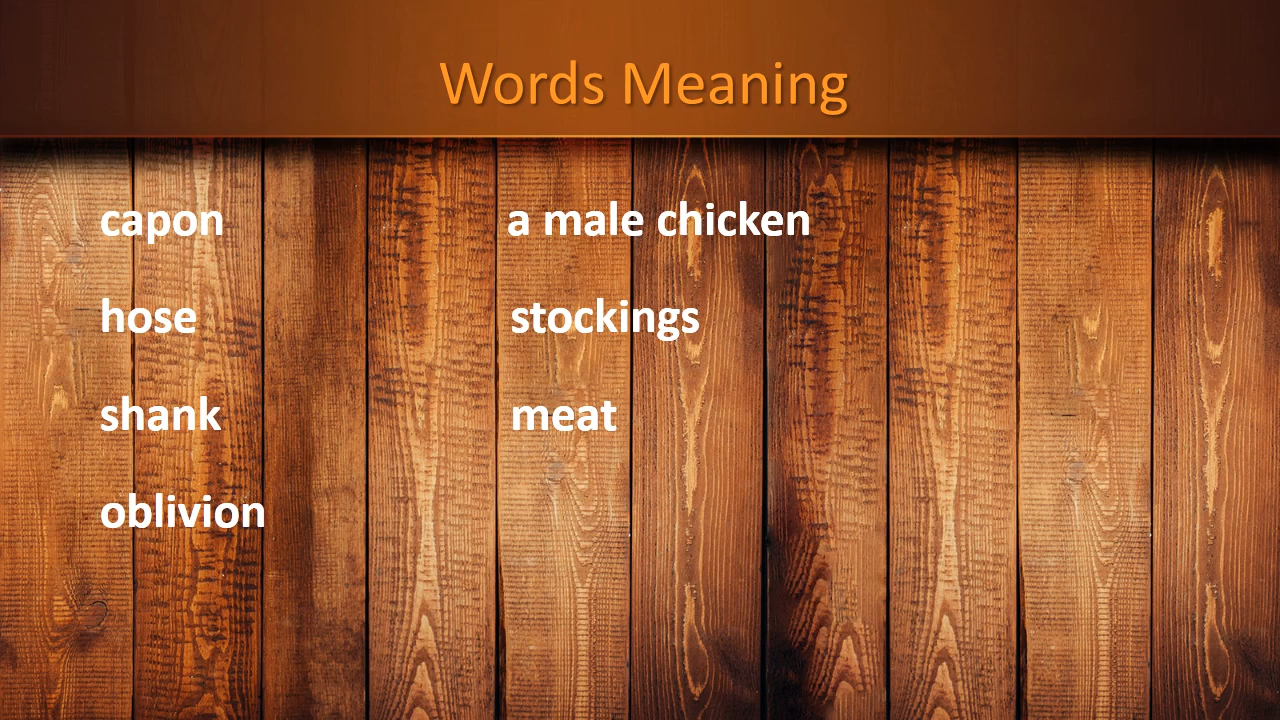 Words Meaning
capon a male chicken
hose stockings
shank meat
oblivion